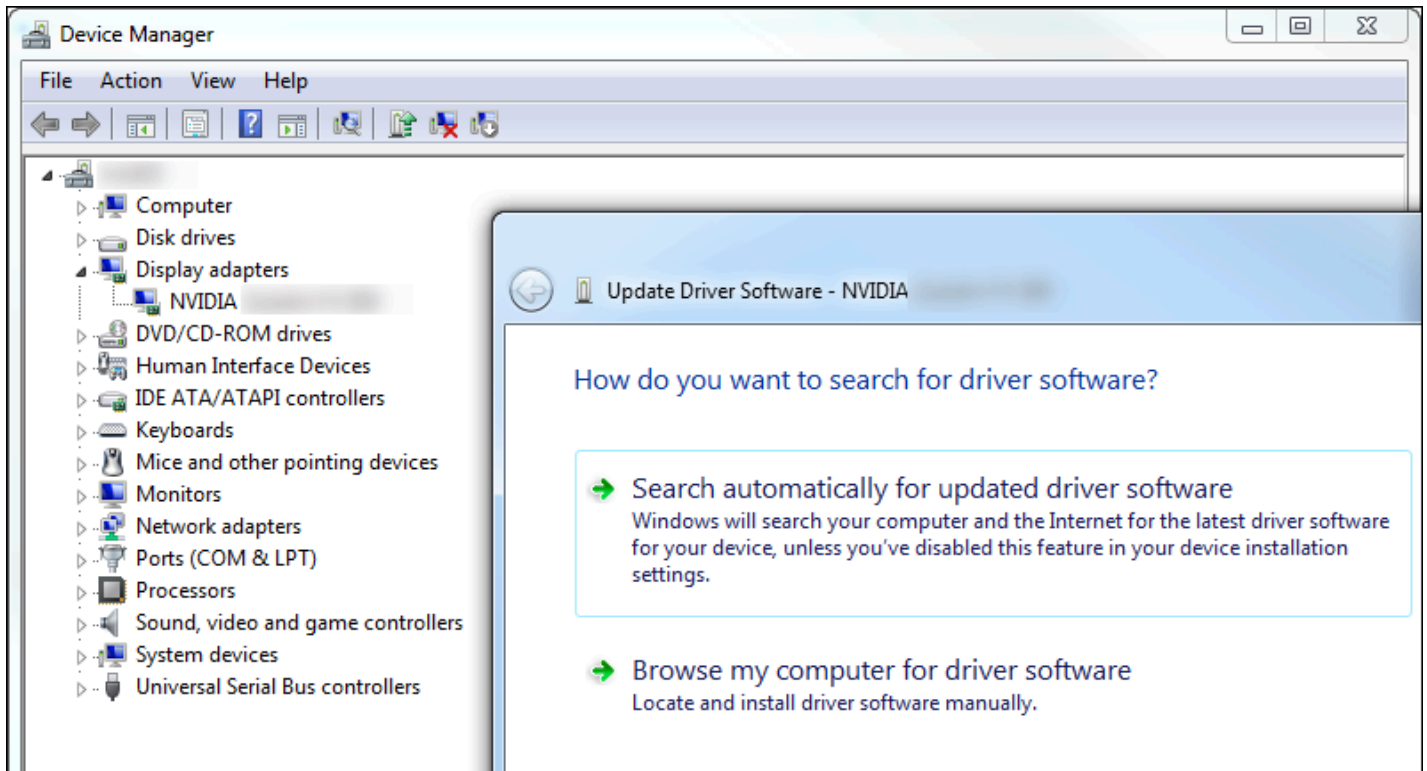 Device Manager
File Action View Help
Computer
Disk drives
Display adapters
NVIDIA
DVD/CD-ROM drives
Human Interface Devices
IDE ATA/ATAPI controllers
Keyboards
Mice and other pointing devices
Monitors
Network adapters
Ports (COM & LPT)
Processors
Sound, video and game controllers
System devices
Universal Serial Bus controllers
Update Driver Software - NVIDIA
How do you want to search for driver software?
Search automatically for updated driver software
Windows will search your computer and the Internet for the latest driver software
for your device, unless you've disabled this feature in your device installation
settings.
Browse my computer for driver software
Locate and install driver software manually.